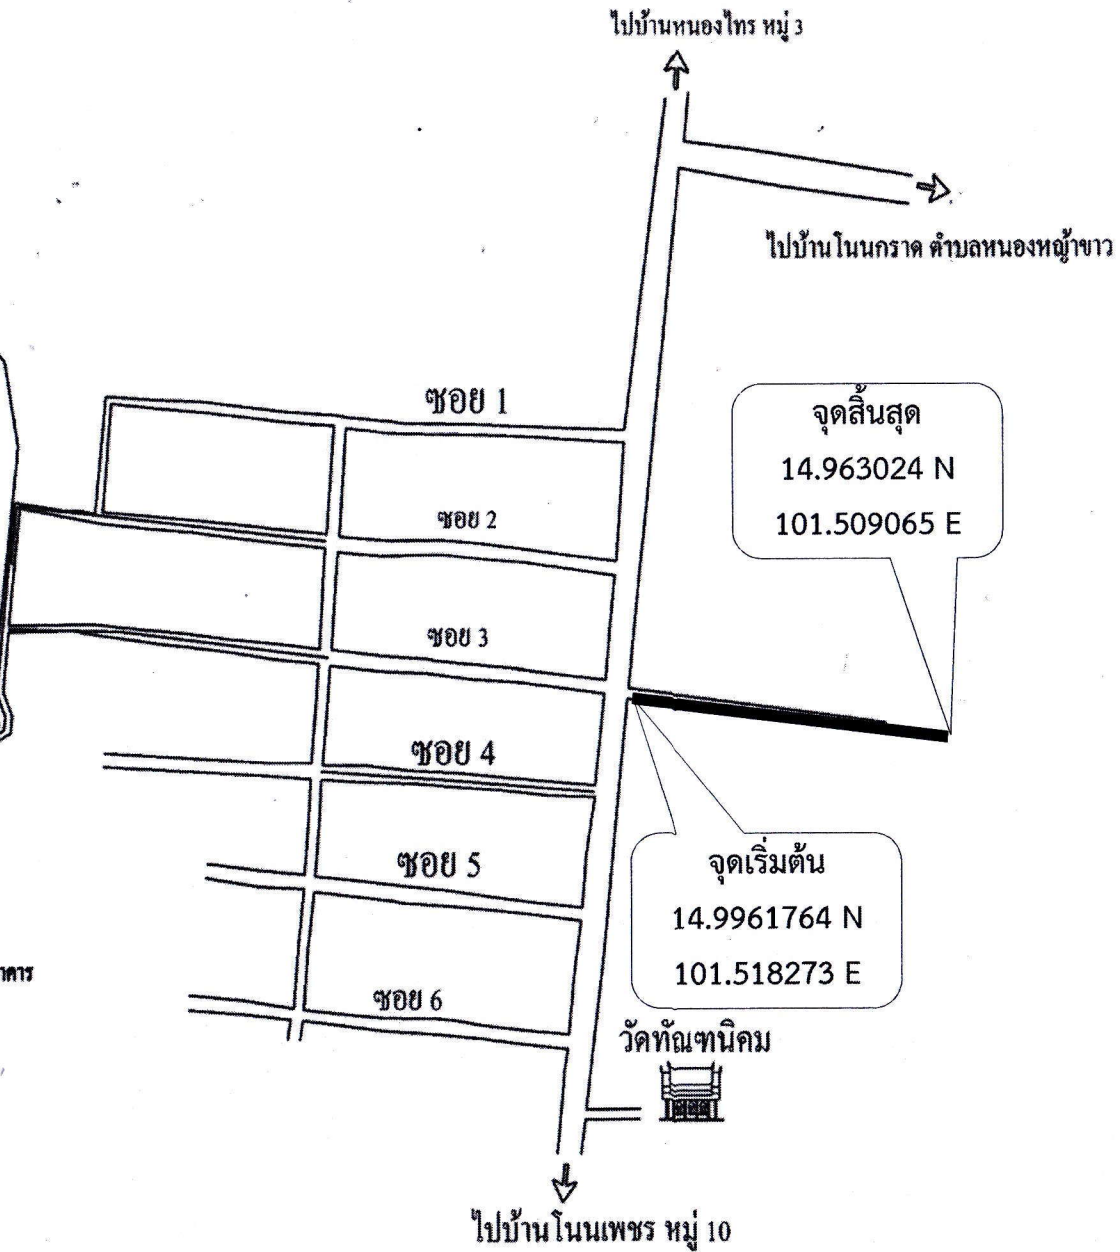 ไปบ้านหนองไทร หมู่ 3
ไปบ้านโนนกราด ตำบลหนองหญ้าขาว
ซอย 1
จุดสิ้นสุด
14.963024 N
101.509065 E
ซอย 2
ซอย 3
ซอย 4
ซอย 5
จุดเริ่มต้น
14.9961764 N
101.518273 E
าคาร
ซอย 6
วัดทัณฑนิคม
ไปบ้านโนนเพชร หมู่ 10